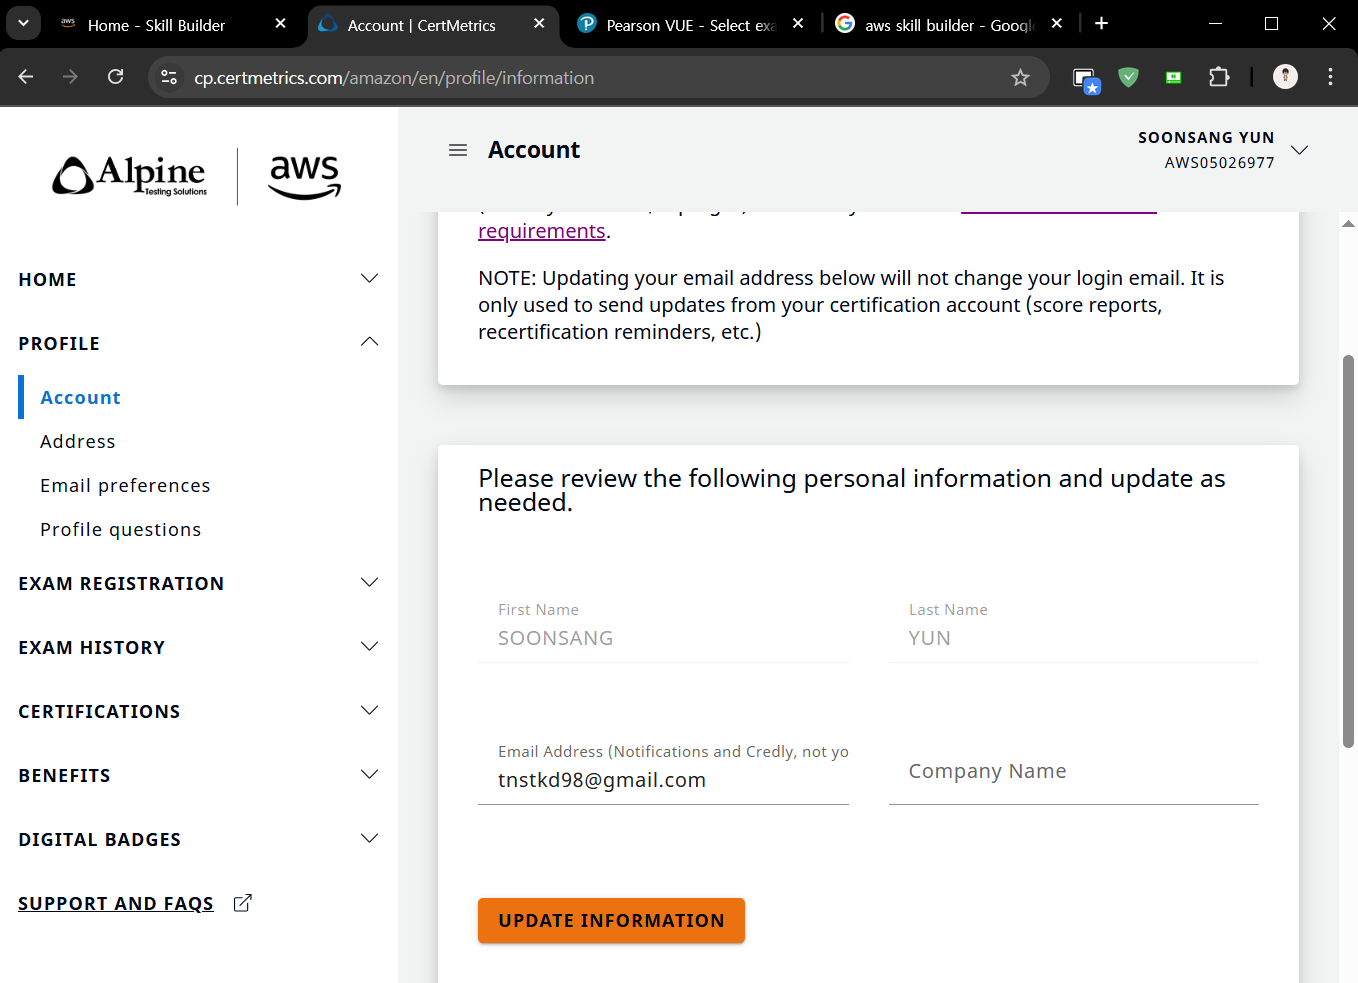 aws Home - Skill Builder
Account | CertMetrics
Pearson VUE - Select exa
aws skill builder - Google
cp.certmetrics.com/amazon/en/profile/information
Alpine
Testing Solutions
aws
Account
SOONSANG YUN
AWS05026977
HOME
PROFILE
Account
Address
Email preferences
Profile questions
EXAM REGISTRATION
EXAM HISTORY
CERTIFICATIONS
BENEFITS
DIGITAL BADGES
SUPPORT AND FAQS
requirements.
NOTE: Updating your email address below will not change your login email. It is
only used to send updates from your certification account (score reports,
recertification reminders, etc.)
Please review the following personal information and update as
needed.
First Name
SOONSANG
Last Name
YUN
Email Address (Notifications and Credly, not yo
tnstkd98@gmail.com
Company Name
UPDATE INFORMATION